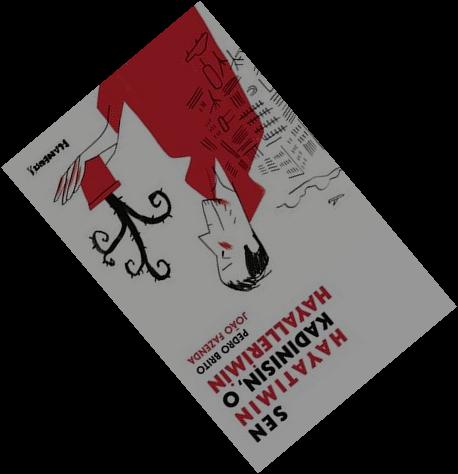 SEN
HAYATIMIN
KADINISIN, O
HAYALLERİMİN
PEDRO BRITO
JOÃO FAZENDA